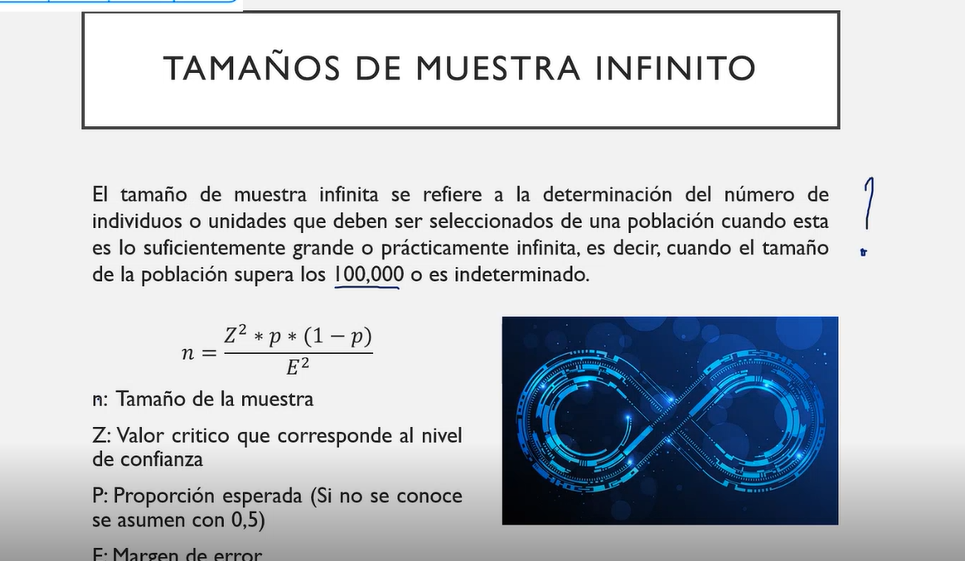 TAMAÑOS DE MUESTRA INFINITO
El tamaño de muestra infinita se refiere a la determinación del número de
individuos o unidades que deben ser seleccionados de una población cuando esta
es lo suficientemente grande o prácticamente infinita, es decir, cuando el tamaño
de la población supera los 100,000 o es indeterminado.
n = Z² * p * (1 − p) / E²
n: Tamaño de la muestra
Z: Valor critico que corresponde al nivel
de confianza
P: Proporción esperada (Si no se conoce
se asumen con 0,5)
E: Margen de error